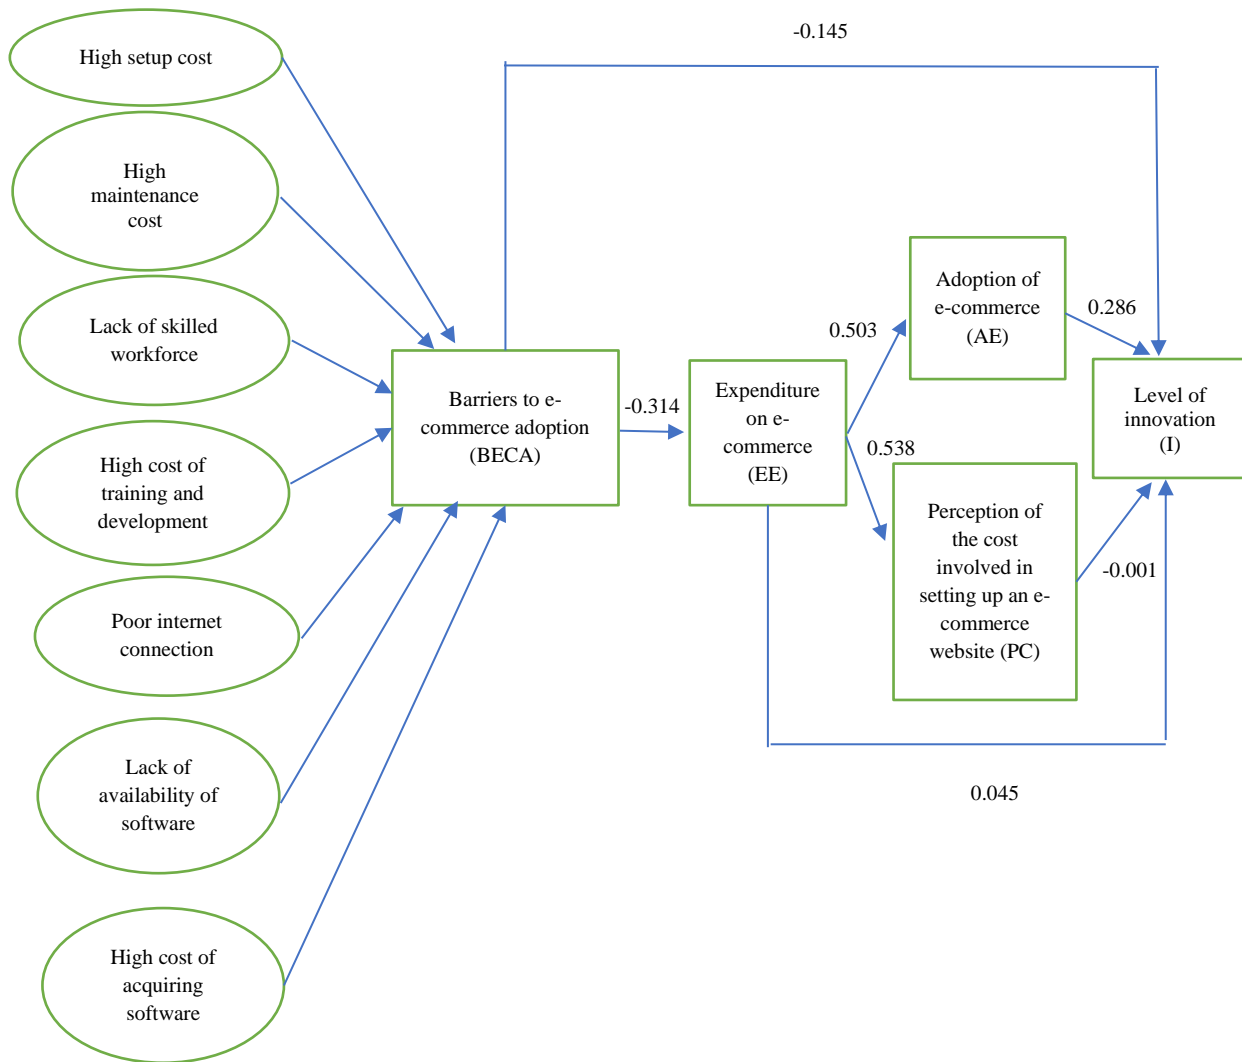 High setup cost
High
maintenance
cost
Lack of skilled
workforce
High cost of
training and
development
Poor internet
connection
Lack of
availability of
software
High cost of
acquiring
software
Barriers to e-
commerce adoption
(BECA)
-0.145
-0.314
Expenditure
on e-
commerce
(EE)
0.503
0.538
Adoption of
e-commerce
(AE)
0.286
Perception of
the cost
involved in
setting up an e-
commerce
website (PC)
-0.001
Level of
innovation
(I)
0.045